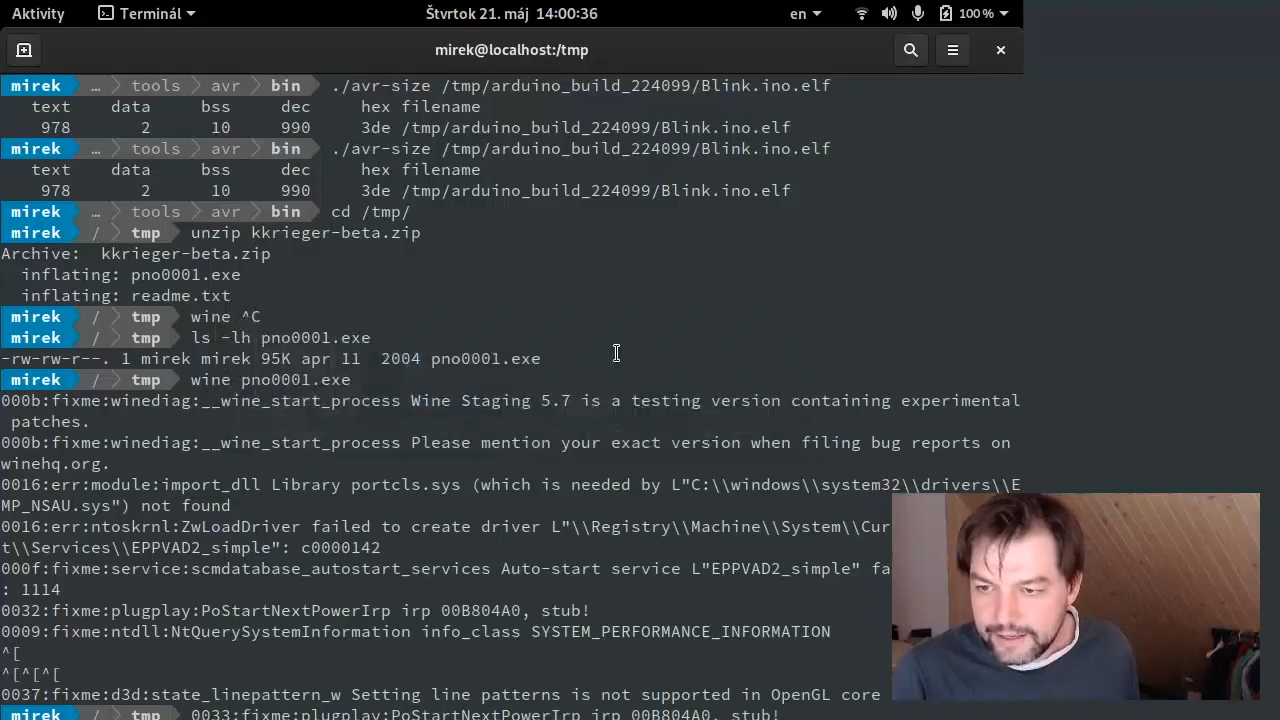 Aktivity Terminál Štvrtok 21. máj 14:00:36 en 100 %
mirek@localhost:/tmp
mirek … tools avr bin ./avr-size /tmp/arduino_build_224099/Blink.ino.elf
text data bss dec hex filename
978 2 10 990 3de /tmp/arduino_build_224099/Blink.ino.elf
mirek … tools avr bin ./avr-size /tmp/arduino_build_224099/Blink.ino.elf
text data bss dec hex filename
978 2 10 990 3de /tmp/arduino_build_224099/Blink.ino.elf
mirek … tools avr bin cd /tmp/
mirek / tmp unzip kkrieger-beta.zip
Archive: kkrieger-beta.zip
inflating: pno0001.exe
inflating: readme.txt
mirek / tmp wine ^C
mirek / tmp ls -lh pno0001.exe
-rw-rw-r--. 1 mirek mirek 95K apr 11 2004 pno0001.exe
mirek / tmp wine pno0001.exe
000b:fixme:winediag:__wine_start_process Wine Staging 5.7 is a testing version containing experimental
patches.
000b:fixme:winediag:__wine_start_process Please mention your exact version when filing bug reports on
winehq.org.
0016:err:module:import_dll Library portcls.sys (which is needed by L"C:\\windows\\system32\\drivers\\E
MP_NSAU.sys") not found
0016:err:ntoskrnl:ZwLoadDriver failed to create driver L"\\Registry\\Machine\\System\\Cur
t\\Services\\EPPVAD2_simple": c0000142
000f:fixme:service:scmdatabase_autostart_services Auto-start service L"EPPVAD2_simple" fa
: 1114
0032:fixme:plugplay:PoStartNextPowerIrp irp 00B804A0, stub!
0009:fixme:ntdll:NtQuerySystemInformation info_class SYSTEM_PERFORMANCE_INFORMATION
^[
^[^[^[
0037:fixme:d3d:state_linepattern_w Setting line patterns is not supported in OpenGL core
mirek / tmp 0033:fixme:plugplay:PoStartNextPowerIrp irp 00B804A0, stub!